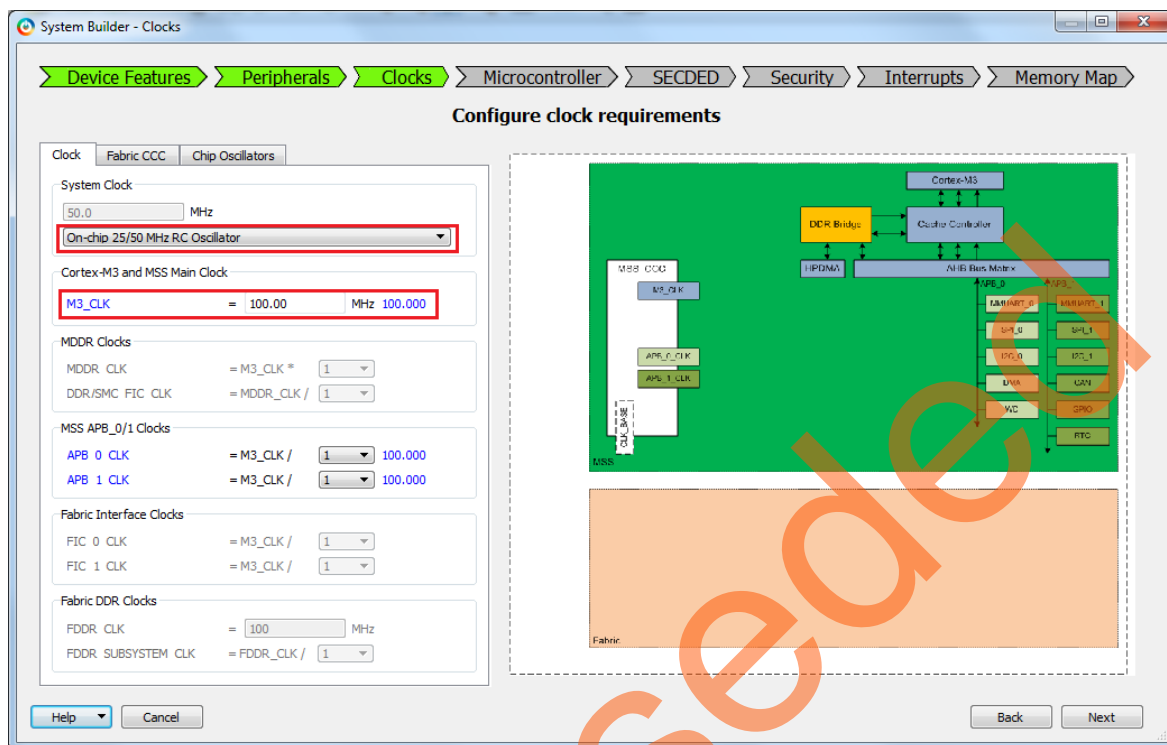 System Builder - Clocks
Device Features Peripherals Clocks Microcontroller SECDED Security Interrupts Memory Map
Configure clock requirements
Clock Fabric CCC Chip Oscillators
System Clock
50.0 MHz
On-chip 25/50 MHz RC Oscillator
Cortex-M3 and MSS Main Clock
M3_CLK = 100.00 MHz 100.000
MDDR Clocks
MDDR CLK = M3_CLK * 1
DDR/SMC FIC CLK = MDDR_CLK / 1
MSS APB_0/1 Clocks
APB 0 CLK = M3_CLK / 1 100.000
APB 1 CLK = M3_CLK / 1 100.000
Fabric Interface Clocks
FIC 0 CLK = M3_CLK / 1
FIC 1 CLK = M3_CLK / 1
Fabric DDR Clocks
FDDR CLK = 100 MHz
FDDR SUBSYSTEM CLK = FDDR_CLK / 1
Cortex-M3
DDR Bridge Cache Controller
MSS CCC HPDMA AHB Bus Matrix
M3_CLK APB_0 APB_1
MMUART_0 MMUART_1
SPI_0 SPI_1
APB_0_CLK I2C_0 I2C_1
APB_1_CLK DMA CAN
CLK_BASE WD GPIO
RTC
MSS
Fabric
Help Cancel Back Next